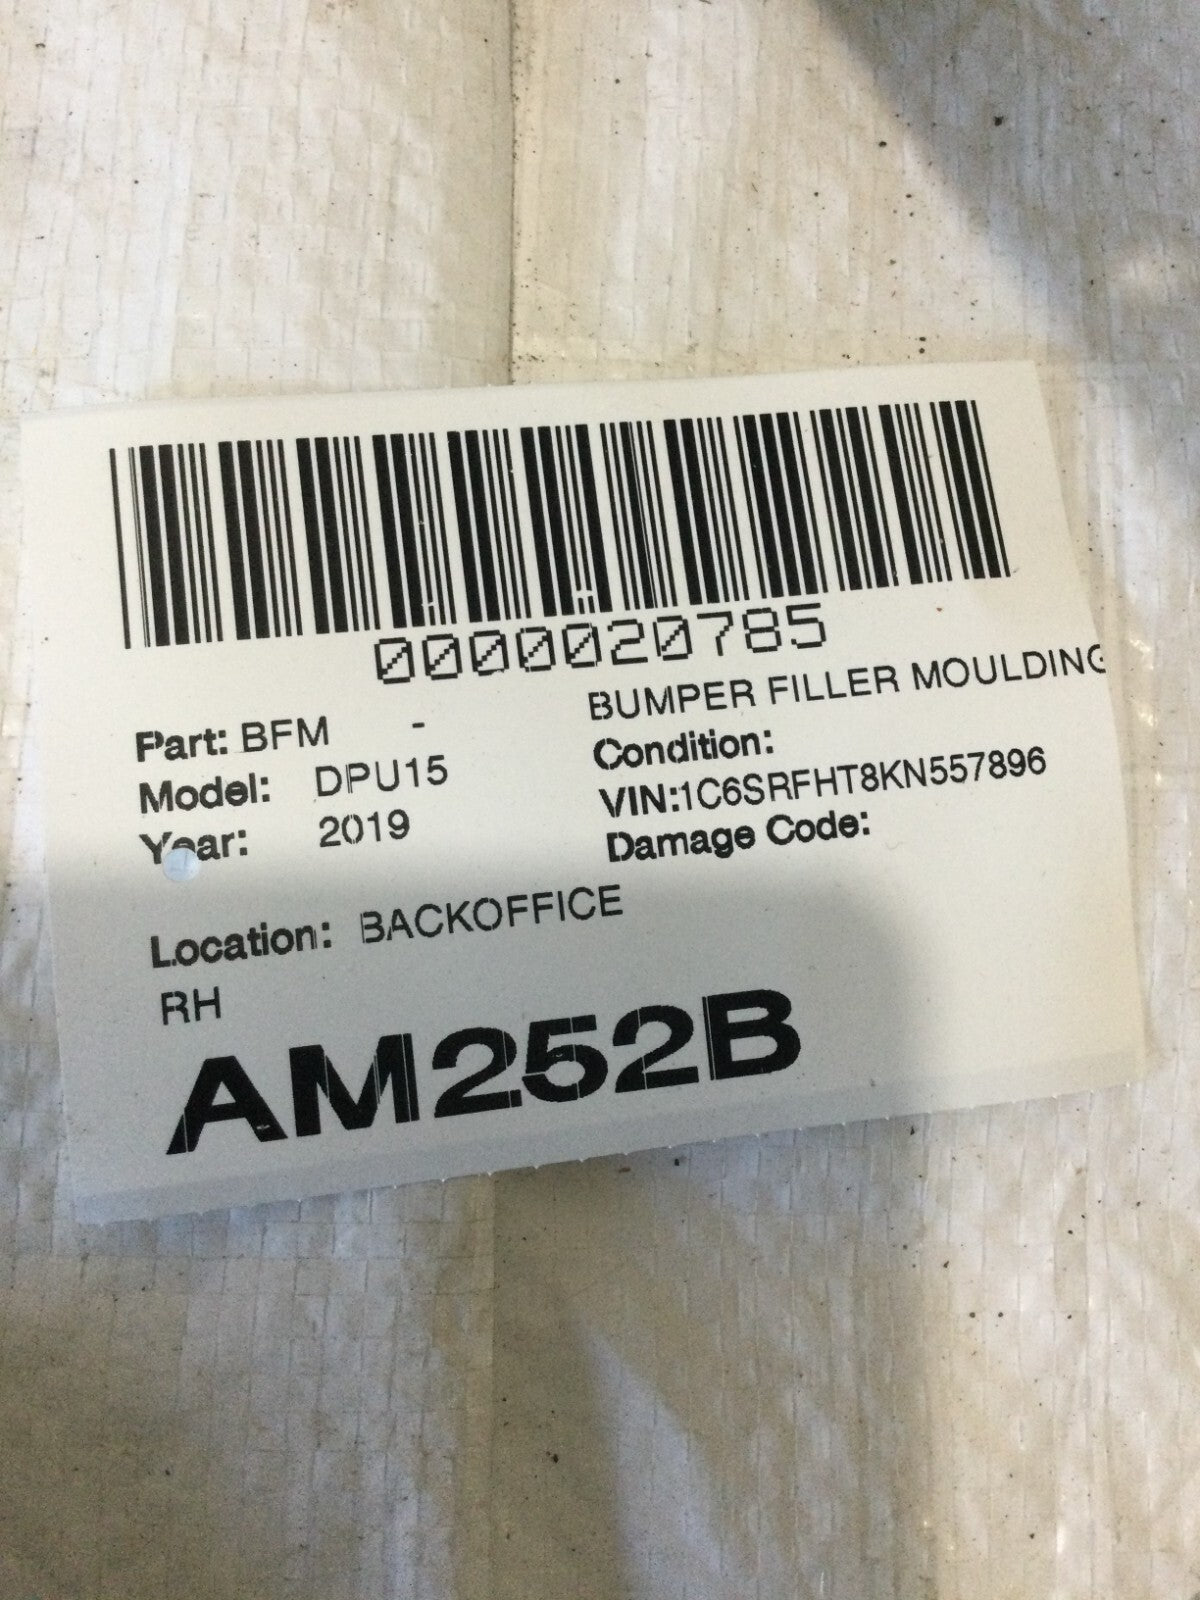 0000020785
Part: BFM - BUMPER FILLER MOULDING
Model: DPU15 Condition:
Year: 2019 VIN:1C6SRFHT8KN557896
Damage Code:
Location: BACKOFFICE
RH
AM252B